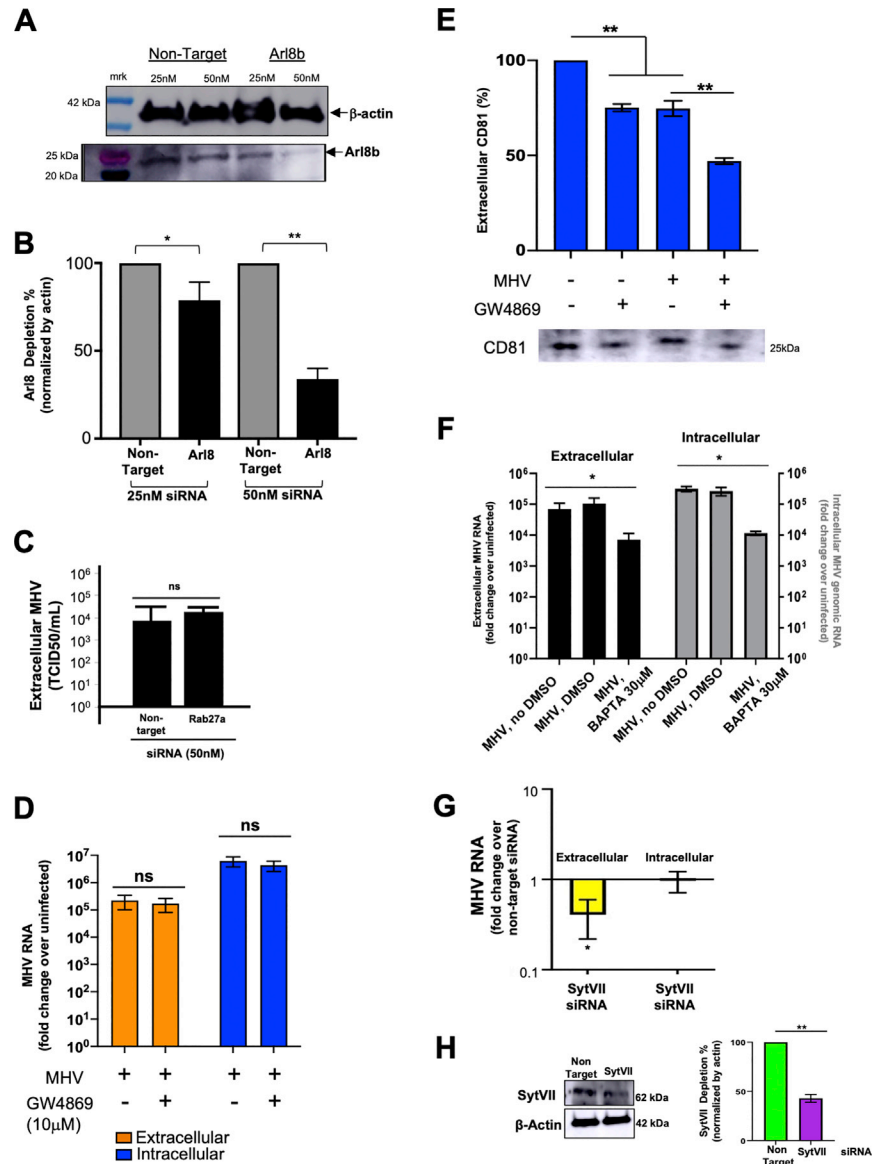 A
Non-Target Arl8b
mrk 25nM 50nM 25nM 50nM
42 kDa
β-actin
25 kDa
Arl8b
20 kDa
B
* **
100
50
0
Arl8 Depletion %
(normalized by actin)
Non-
Target
Arl8
Non-
Target
Arl8
25nM siRNA 50nM siRNA
C
ns
10⁶
10⁵
10⁴
10³
10²
10¹
10⁰
Extracellular MHV
(TCID50/mL)
Non-
target
Rab27a
siRNA (50nM)
D
ns
ns
10⁷
10⁶
10⁵
10⁴
10³
10²
10¹
10⁰
MHV RNA
(fold change over uninfected)
MHV + + + +
GW4869 - + - +
(10μM)
Extracellular
Intracellular
E
**
**
100
50
0
Extracellular CD81 (%)
MHV - - + +
GW4869 - + - +
CD81 25kDa
F
Extracellular Intracellular
* *
10⁶ 10⁶
10⁵ 10⁵
10⁴ 10⁴
10³ 10³
10² 10²
10¹ 10¹
10⁰ 10⁰
Extracellular MHV RNA
(fold change over uninfected)
Intracellular MHV genomic RNA
(fold change over uninfected)
MHV, no DMSO
MHV, DMSO
MHV,
BAPTA 30μM
MHV, no DMSO
MHV, DMSO
MHV,
BAPTA 30μM
G
10
1
0.1
MHV RNA
(fold change over
non-target siRNA)
Extracellular Intracellular
*
SytVII
siRNA
SytVII
siRNA
H
Non
Target
SytVII
SytVII 62 kDa
β-Actin 42 kDa
**
100
50
0
SytVII Depletion %
(normalized by actin)
Non
Target
SytVII siRNA